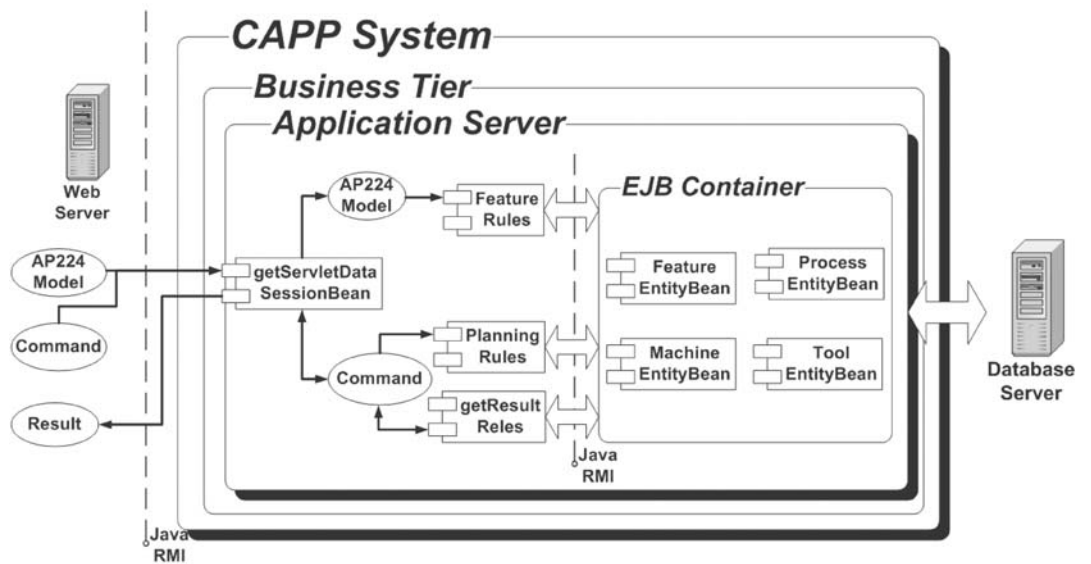 CAPP System
Business Tier
Application Server
Web
Server
AP224
Model
Command
Result
getServletData
SessionBean
AP224
Model
Feature
Rules
Command
Planning
Rules
getResult
Reles
EJB Container
Feature
EntityBean
Process
EntityBean
Machine
EntityBean
Tool
EntityBean
Java
RMI
Java
RMI
Database
Server